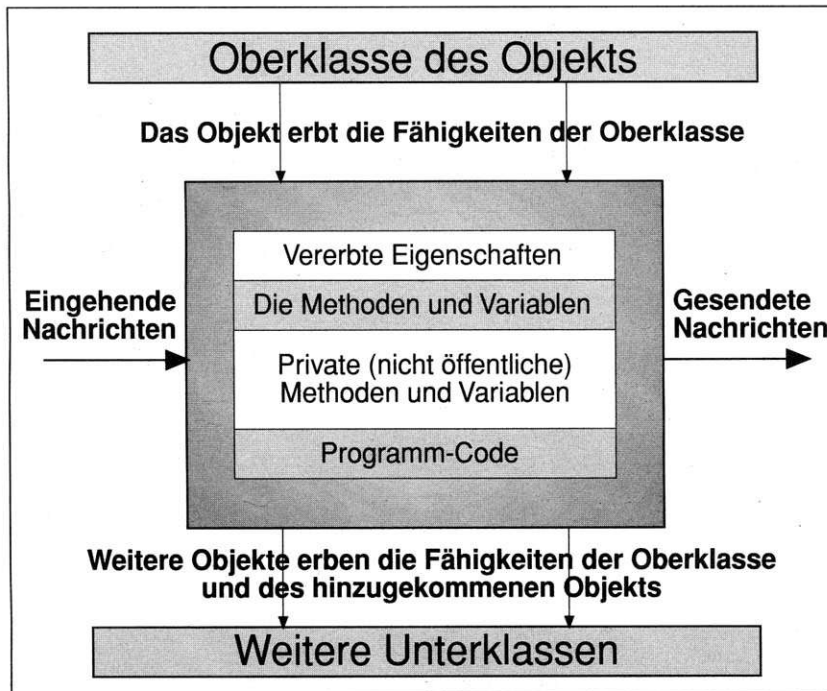 Oberklasse des Objekts
Das Objekt erbt die Fähigkeiten der Oberklasse
Vererbte Eigenschaften
Die Methoden und Variablen
Private (nicht öffentliche)
Methoden und Variablen
Programm-Code
Eingehende
Nachrichten
Gesendete
Nachrichten
Weitere Objekte erben die Fähigkeiten der Oberklasse
und des hinzugekommenen Objekts
Weitere Unterklassen